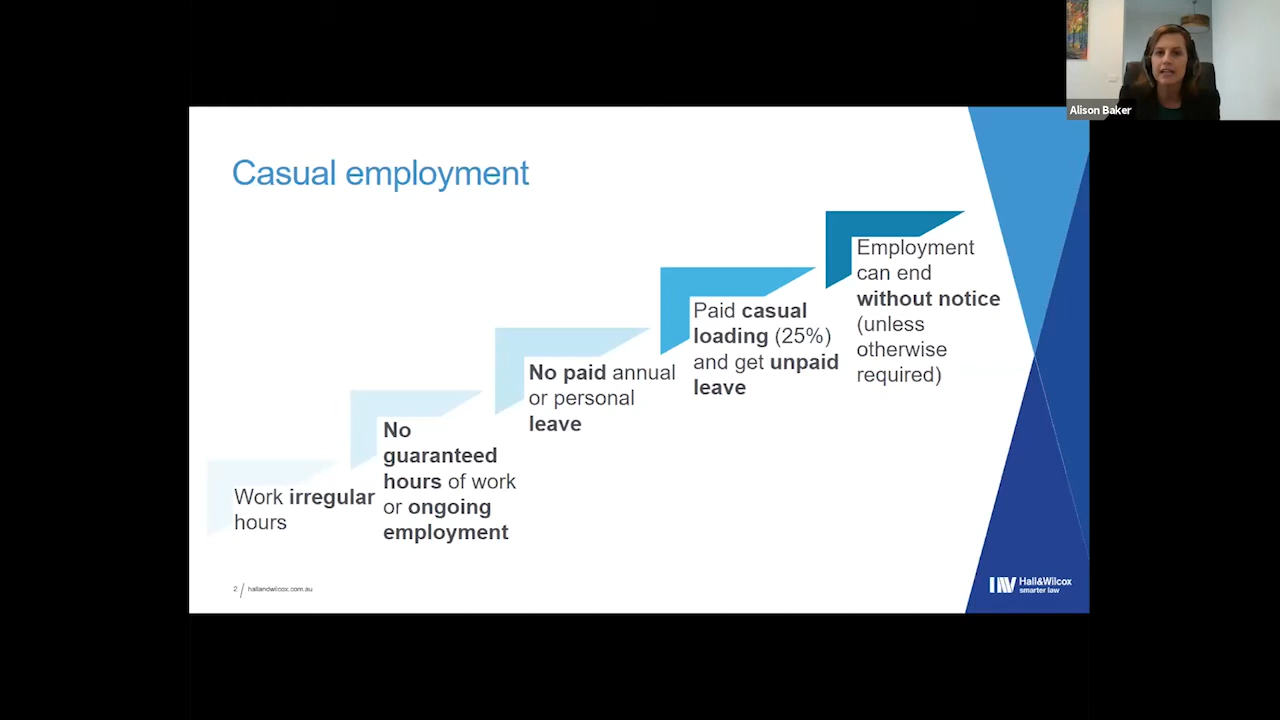 Alison Baker
Casual employment
Work irregular
hours
No
guaranteed
hours of work
or ongoing
employment
No paid annual
or personal
leave
Paid casual
loading (25%)
and get unpaid
leave
Employment
can end
without notice
(unless
otherwise
required)
2 / hallandwilcox.com.au
Hall&Wilcox
smarter law